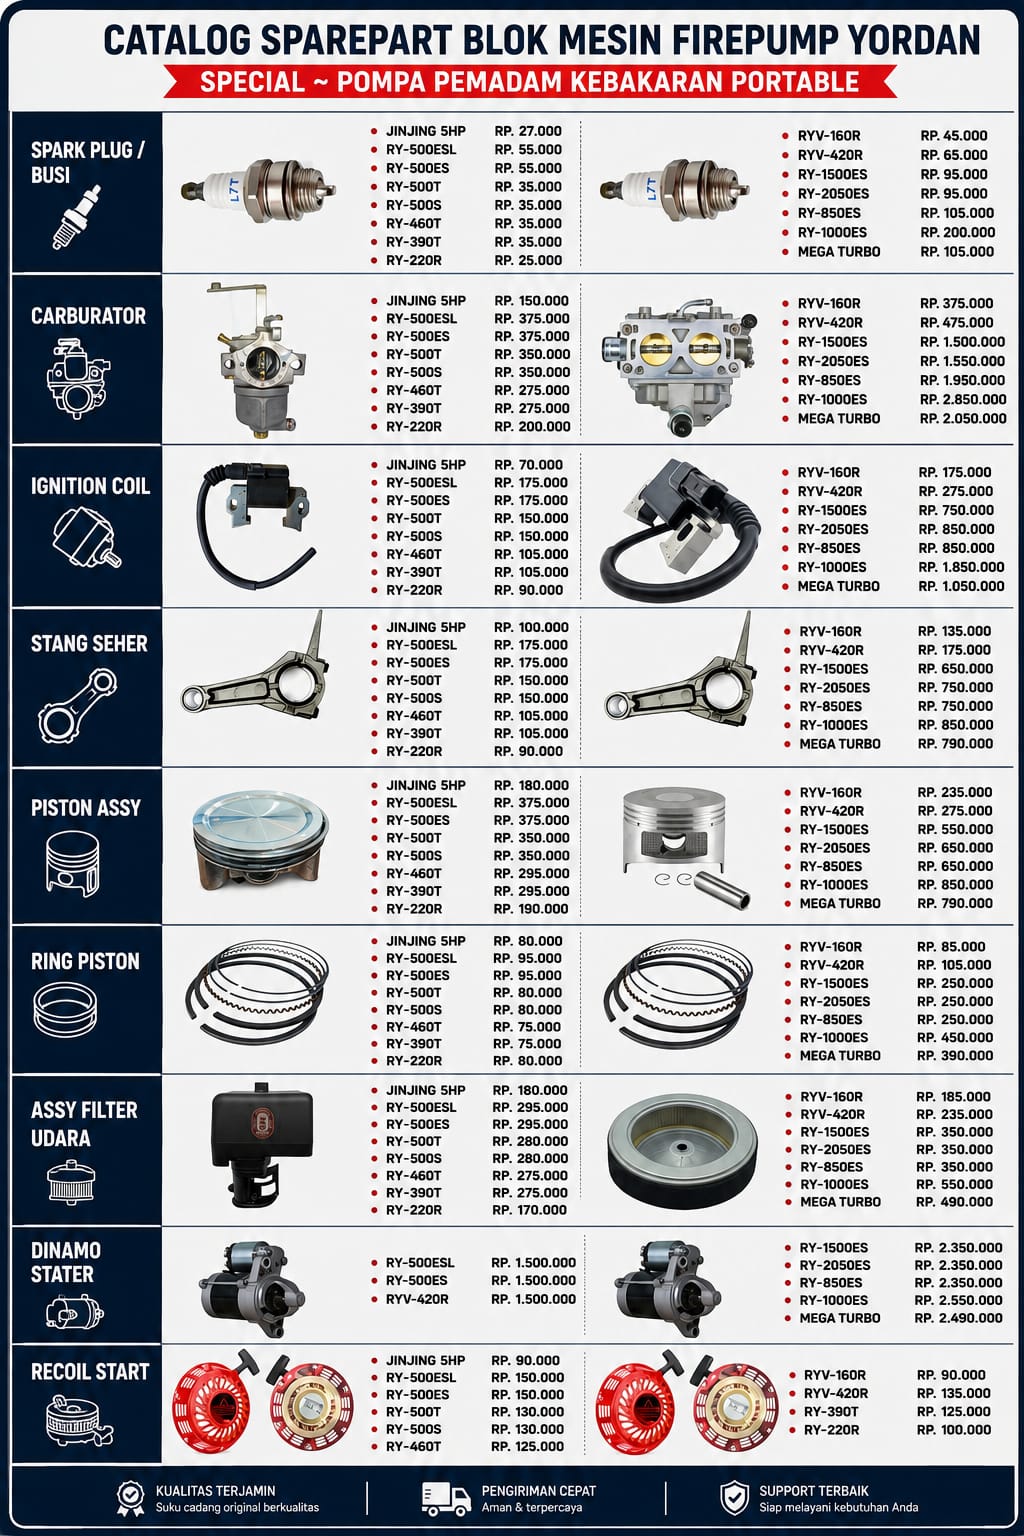 CATALOG SPAREPART BLOK MESIN FIREPUMP YORDAN
SPECIAL ~ POMPA PEMADAM KEBAKARAN PORTABLE
SPARK PLUG /
BUSI
L7T
JINJING 5HP RP. 27.000
RY-500ESL RP. 55.000
RY-500ES RP. 55.000
RY-500T RP. 35.000
RY-500S RP. 35.000
RY-460T RP. 35.000
RY-390T RP. 35.000
RY-220R RP. 25.000
L7T
RYV-160R RP. 45.000
RYV-420R RP. 65.000
RY-1500ES RP. 95.000
RY-2050ES RP. 95.000
RY-850ES RP. 105.000
RY-1000ES RP. 200.000
MEGA TURBO RP. 105.000
CARBURATOR
JINJING 5HP RP. 150.000
RY-500ESL RP. 375.000
RY-500ES RP. 375.000
RY-500T RP. 350.000
RY-500S RP. 350.000
RY-460T RP. 275.000
RY-390T RP. 275.000
RY-220R RP. 200.000
RYV-160R RP. 375.000
RYV-420R RP. 475.000
RY-1500ES RP. 1.500.000
RY-2050ES RP. 1.550.000
RY-850ES RP. 1.950.000
RY-1000ES RP. 2.850.000
MEGA TURBO RP. 2.050.000
IGNITION COIL
JINJING 5HP RP. 70.000
RY-500ESL RP. 175.000
RY-500ES RP. 175.000
RY-500T RP. 150.000
RY-500S RP. 150.000
RY-460T RP. 105.000
RY-390T RP. 105.000
RY-220R RP. 90.000
RYV-160R RP. 175.000
RYV-420R RP. 275.000
RY-1500ES RP. 750.000
RY-2050ES RP. 850.000
RY-850ES RP. 850.000
RY-1000ES RP. 1.850.000
MEGA TURBO RP. 1.050.000
STANG SEHER
JINJING 5HP RP. 100.000
RY-500ESL RP. 175.000
RY-500ES RP. 175.000
RY-500T RP. 150.000
RY-500S RP. 150.000
RY-460T RP. 105.000
RY-390T RP. 105.000
RY-220R RP. 90.000
RYV-160R RP. 135.000
RYV-420R RP. 175.000
RY-1500ES RP. 650.000
RY-2050ES RP. 750.000
RY-850ES RP. 750.000
RY-1000ES RP. 850.000
MEGA TURBO RP. 790.000
PISTON ASSY
JINJING 5HP RP. 180.000
RY-500ESL RP. 375.000
RY-500ES RP. 375.000
RY-500T RP. 350.000
RY-500S RP. 350.000
RY-460T RP. 295.000
RY-390T RP. 295.000
RY-220R RP. 190.000
RYV-160R RP. 235.000
RYV-420R RP. 275.000
RY-1500ES RP. 550.000
RY-2050ES RP. 650.000
RY-850ES RP. 650.000
RY-1000ES RP. 850.000
MEGA TURBO RP. 790.000
RING PISTON
JINJING 5HP RP. 80.000
RY-500ESL RP. 95.000
RY-500ES RP. 95.000
RY-500T RP. 80.000
RY-500S RP. 80.000
RY-460T RP. 75.000
RY-390T RP. 75.000
RY-220R RP. 80.000
RYV-160R RP. 85.000
RYV-420R RP. 105.000
RY-1500ES RP. 250.000
RY-2050ES RP. 250.000
RY-850ES RP. 250.000
RY-1000ES RP. 450.000
MEGA TURBO RP. 390.000
ASSY FILTER
UDARA
JINJING 5HP RP. 180.000
RY-500ESL RP. 295.000
RY-500ES RP. 295.000
RY-500T RP. 280.000
RY-500S RP. 280.000
RY-460T RP. 275.000
RY-390T RP. 275.000
RY-220R RP. 170.000
RYV-160R RP. 185.000
RYV-420R RP. 235.000
RY-1500ES RP. 350.000
RY-2050ES RP. 350.000
RY-850ES RP. 350.000
RY-1000ES RP. 550.000
MEGA TURBO RP. 490.000
DINAMO
STATER
RY-500ESL RP. 1.500.000
RY-500ES RP. 1.500.000
RYV-420R RP. 1.500.000
RY-1500ES RP. 2.350.000
RY-2050ES RP. 2.350.000
RY-850ES RP. 2.350.000
RY-1000ES RP. 2.550.000
MEGA TURBO RP. 2.490.000
RECOIL START
JINJING 5HP RP. 90.000
RY-500ESL RP. 150.000
RY-500ES RP. 150.000
RY-500T RP. 130.000
RY-500S RP. 130.000
RY-460T RP. 125.000
RYV-160R RP. 90.000
RYV-420R RP. 135.000
RY-390T RP. 125.000
RY-220R RP. 100.000
KUALITAS TERJAMIN
Suku cadang original berkualitas
PENGIRIMAN CEPAT
Aman & terpercaya
SUPPORT TERBAIK
Siap melayani kebutuhan Anda